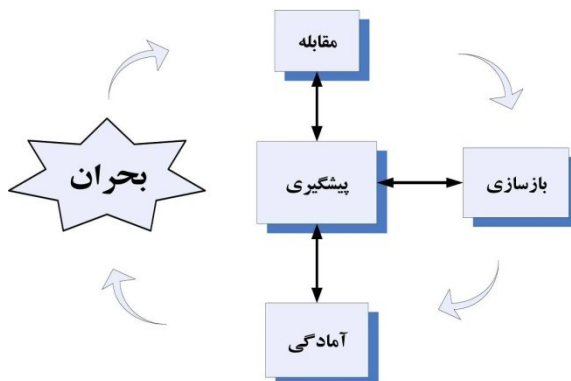 مقابله
بحران
پیشگیری
بازسازی
آمادگی